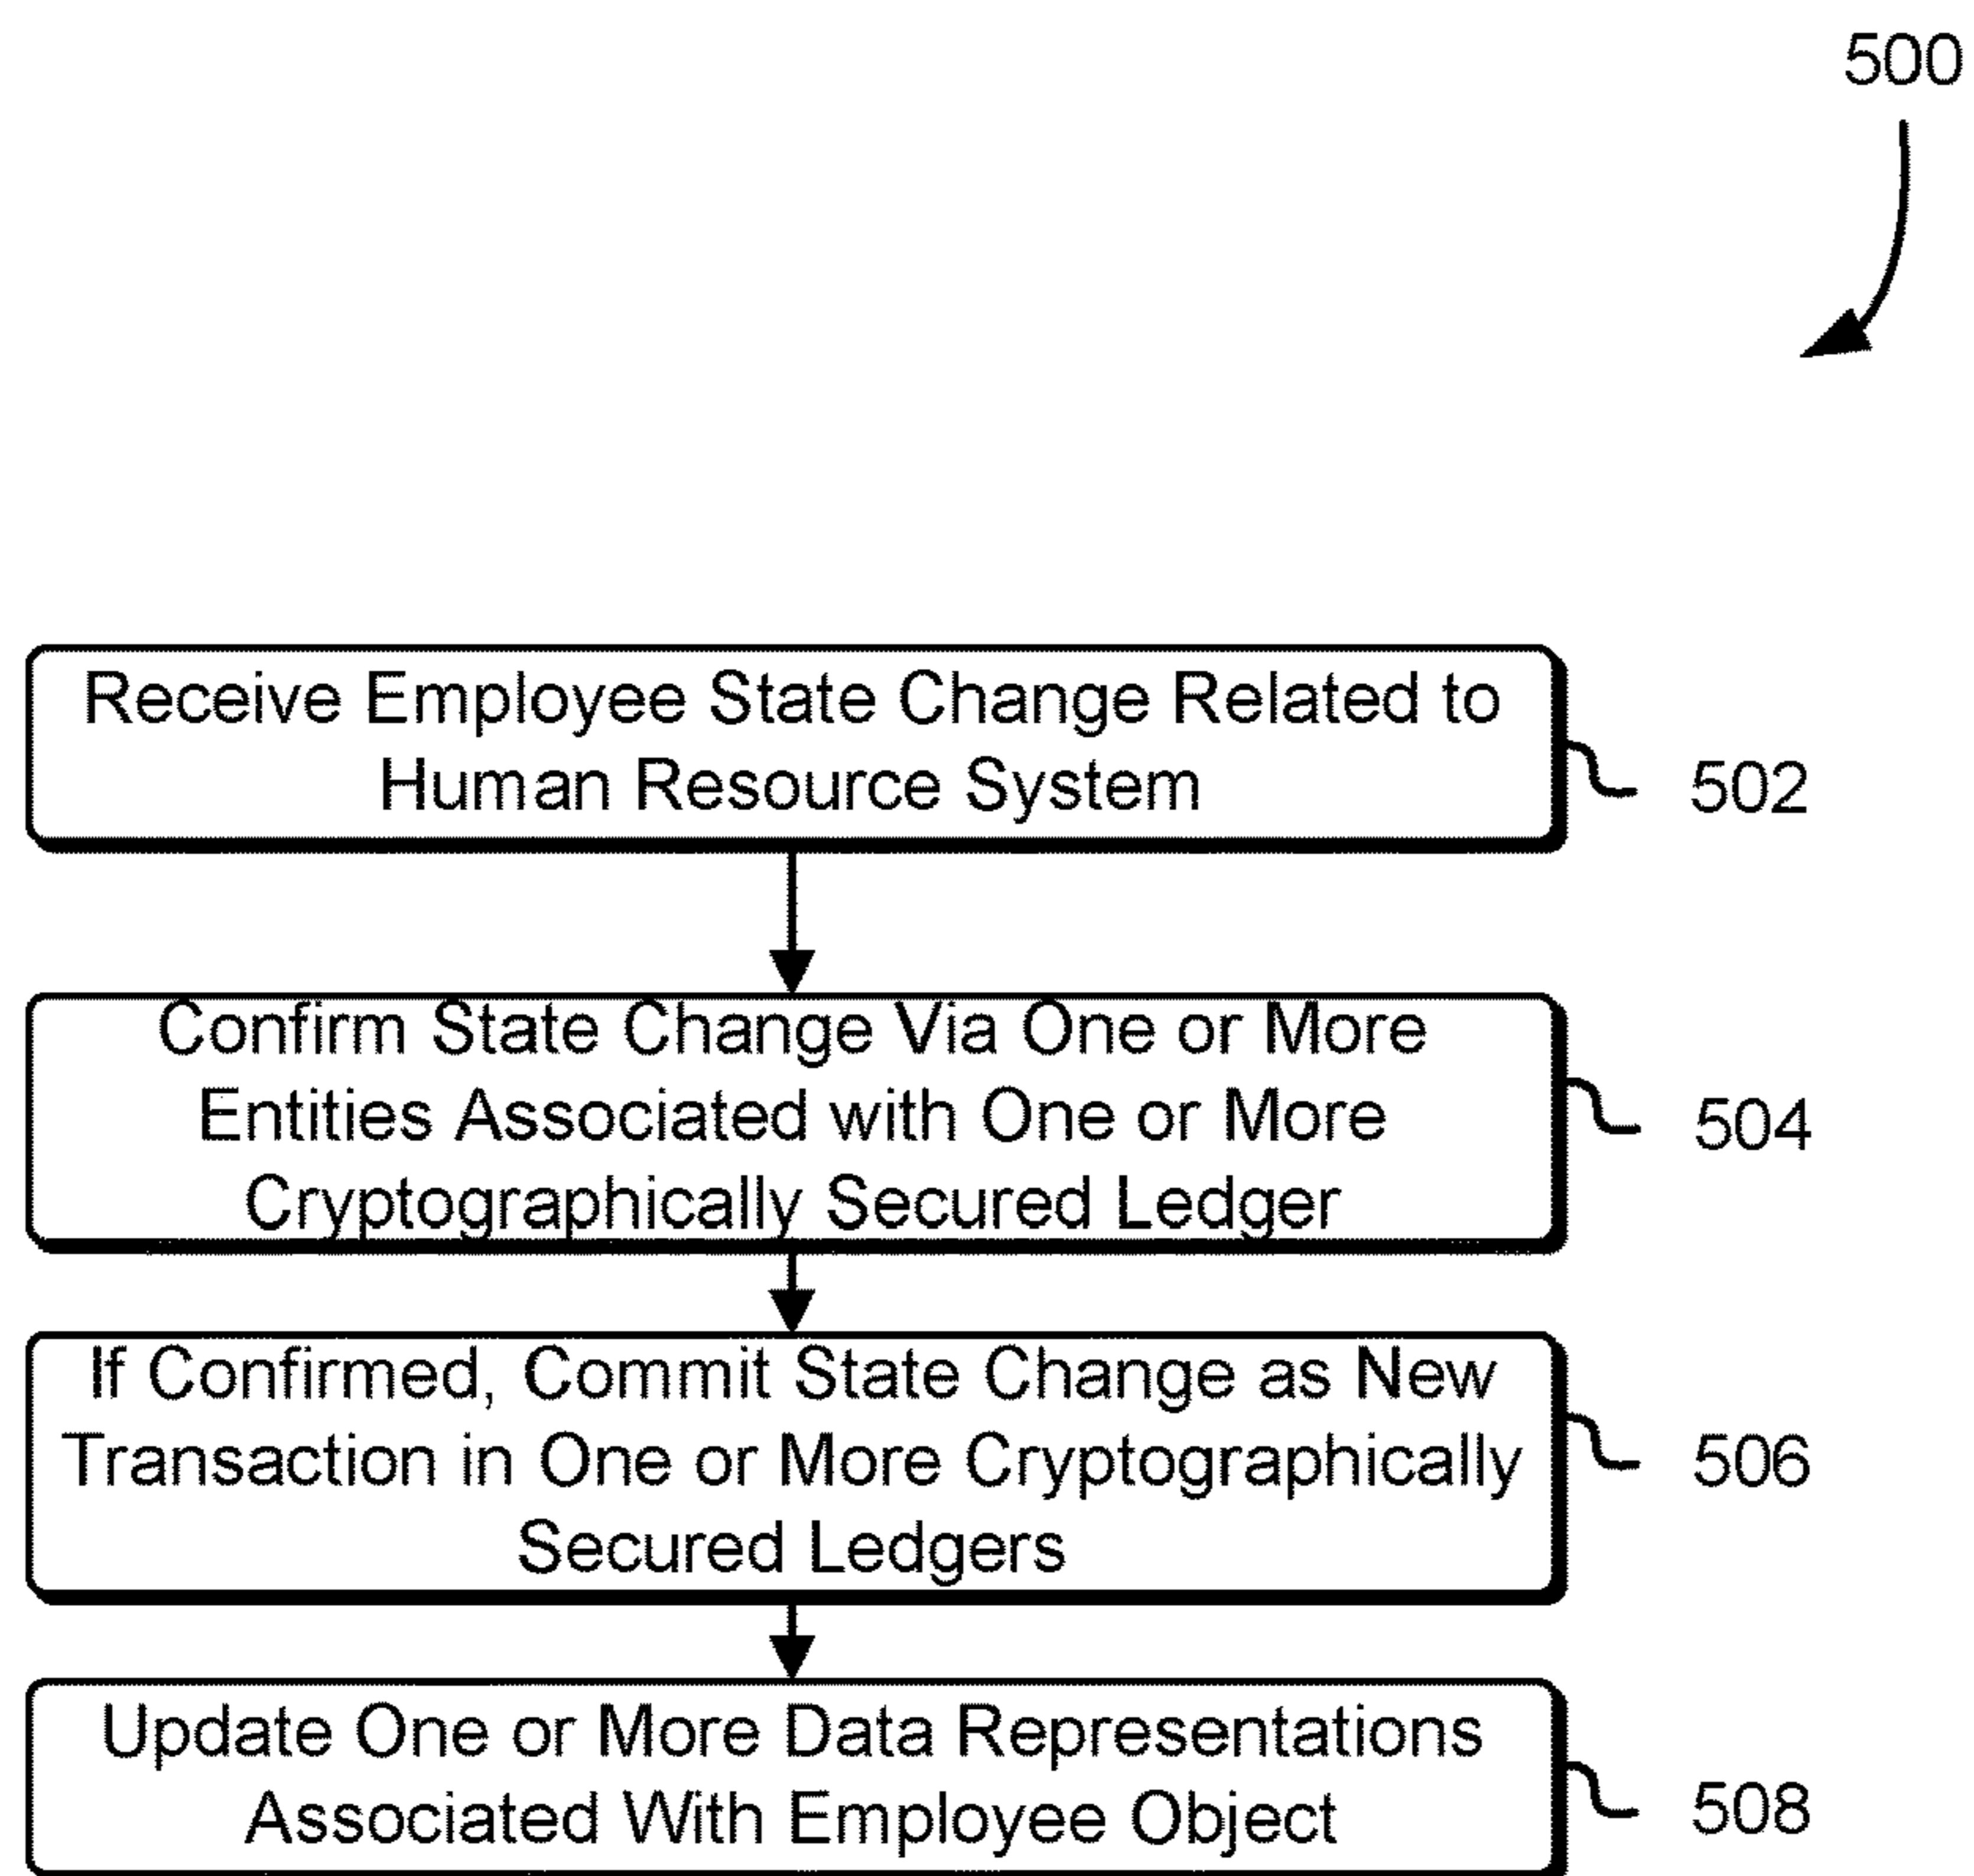 500
Receive Employee State Change Related to
Human Resource System
502
Confirm State Change Via One or More
Entities Associated with One or More
Cryptographically Secured Ledger
504
If Confirmed, Commit State Change as New
Transaction in One or More Cryptographically
Secured Ledgers
506
Update One or More Data Representations
Associated With Employee Object
508